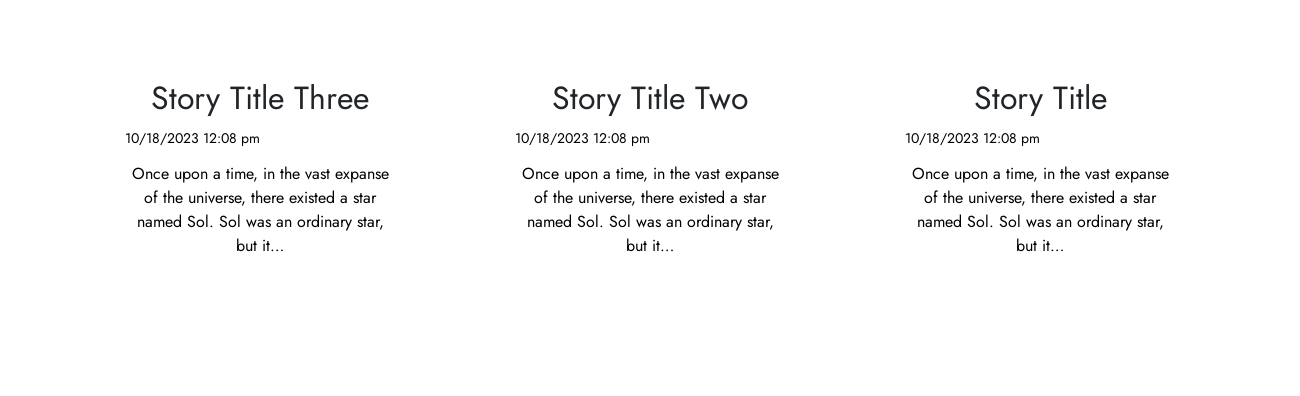 Story Title Three
10/18/2023 12:08 pm
Once upon a time, in the vast expanse
of the universe, there existed a star
named Sol. Sol was an ordinary star,
but it...
Story Title Two
10/18/2023 12:08 pm
Once upon a time, in the vast expanse
of the universe, there existed a star
named Sol. Sol was an ordinary star,
but it...
Story Title
10/18/2023 12:08 pm
Once upon a time, in the vast expanse
of the universe, there existed a star
named Sol. Sol was an ordinary star,
but it...